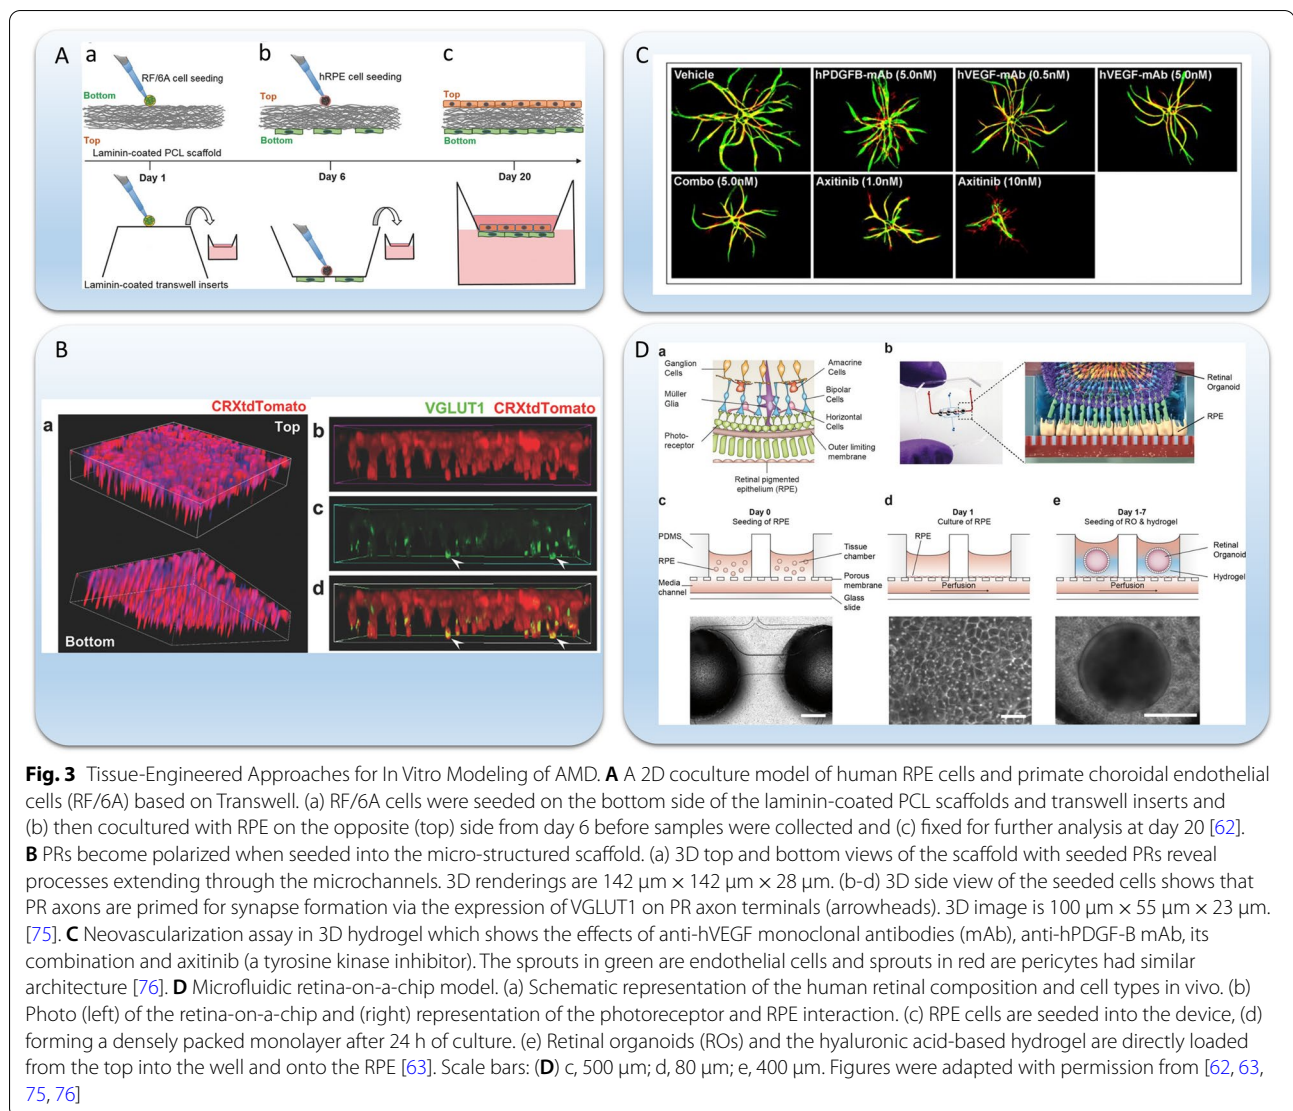 A
a
b
c
RF/6A cell seeding
hRPE cell seeding
Bottom
Top
Top
Top
Bottom
Bottom
Laminin-coated PCL scaffold
Day 1
Day 6
Day 20
Laminin-coated transwell inserts
C
Vehicle
hPDGFB-mAb (5.0nM)
hVEGF-mAb (0.5nM)
hVEGF-mAb (5.0nM)
Combo (5.0nM)
Axitinib (1.0nM)
Axitinib (10nM)
B
CRXtdTomato
a
Top
Bottom
VGLUT1 CRXtdTomato
b
c
d
D
a
Ganglion
Cells
Müller
Glia
Photo-
receptor
Amacrine
Cells
Bipolar
Cells
Horizontal
Cells
Outer limiting
membrane
Retinal pigmented
epithelium (RPE)
b
Retinal
Organoid
RPE
c
Day 0
Seeding of RPE
PDMS
RPE
Media
channel
Tissue
chamber
Porous
membrane
Glass
slide
d
Day 1
Culture of RPE
RPE
Perfusion
e
Day 1-7
Seeding of RO & hydrogel
Retinal
Organoid
Hydrogel
Perfusion
Fig. 3 Tissue-Engineered Approaches for In Vitro Modeling of AMD. A A 2D coculture model of human RPE cells and primate choroidal endothelial
cells (RF/6A) based on Transwell. (a) RF/6A cells were seeded on the bottom side of the laminin-coated PCL scaffolds and transwell inserts and
(b) then cocultured with RPE on the opposite (top) side from day 6 before samples were collected and (c) fixed for further analysis at day 20 [62].
B PRs become polarized when seeded into the micro-structured scaffold. (a) 3D top and bottom views of the scaffold with seeded PRs reveal
processes extending through the microchannels. 3D renderings are 142 μm × 142 μm × 28 μm. (b-d) 3D side view of the seeded cells shows that
PR axons are primed for synapse formation via the expression of VGLUT1 on PR axon terminals (arrowheads). 3D image is 100 μm × 55 μm × 23 μm.
[75]. C Neovascularization assay in 3D hydrogel which shows the effects of anti-hVEGF monoclonal antibodies (mAb), anti-hPDGF-B mAb, its
combination and axitinib (a tyrosine kinase inhibitor). The sprouts in green are endothelial cells and sprouts in red are pericytes had similar
architecture [76]. D Microfluidic retina-on-a-chip model. (a) Schematic representation of the human retinal composition and cell types in vivo. (b)
Photo (left) of the retina-on-a-chip and (right) representation of the photoreceptor and RPE interaction. (c) RPE cells are seeded into the device, (d)
forming a densely packed monolayer after 24 h of culture. (e) Retinal organoids (ROs) and the hyaluronic acid-based hydrogel are directly loaded
from the top into the well and onto the RPE [63]. Scale bars: (D) c, 500 μm; d, 80 μm; e, 400 μm. Figures were adapted with permission from [62, 63,
75, 76]